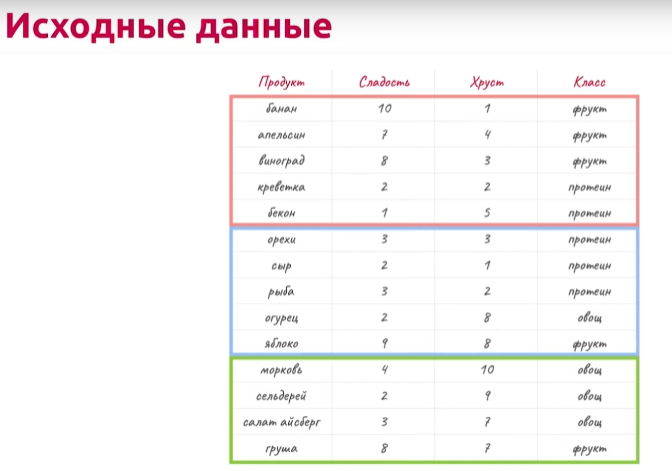 Исходные данные
Продукт Сладость Хруст Класс
банан 10 1 фрукт
апельсин 7 4 фрукт
виноград 8 3 фрукт
креветка 2 2 протеин
бекон 1 5 протеин
орехи 3 3 протеин
сыр 2 1 протеин
рыба 3 2 протеин
огурец 2 8 овощ
яблоко 9 8 фрукт
морковь 4 10 овощ
сельдерей 2 9 овощ
салат айсберг 3 7 овощ
груша 8 7 фрукт